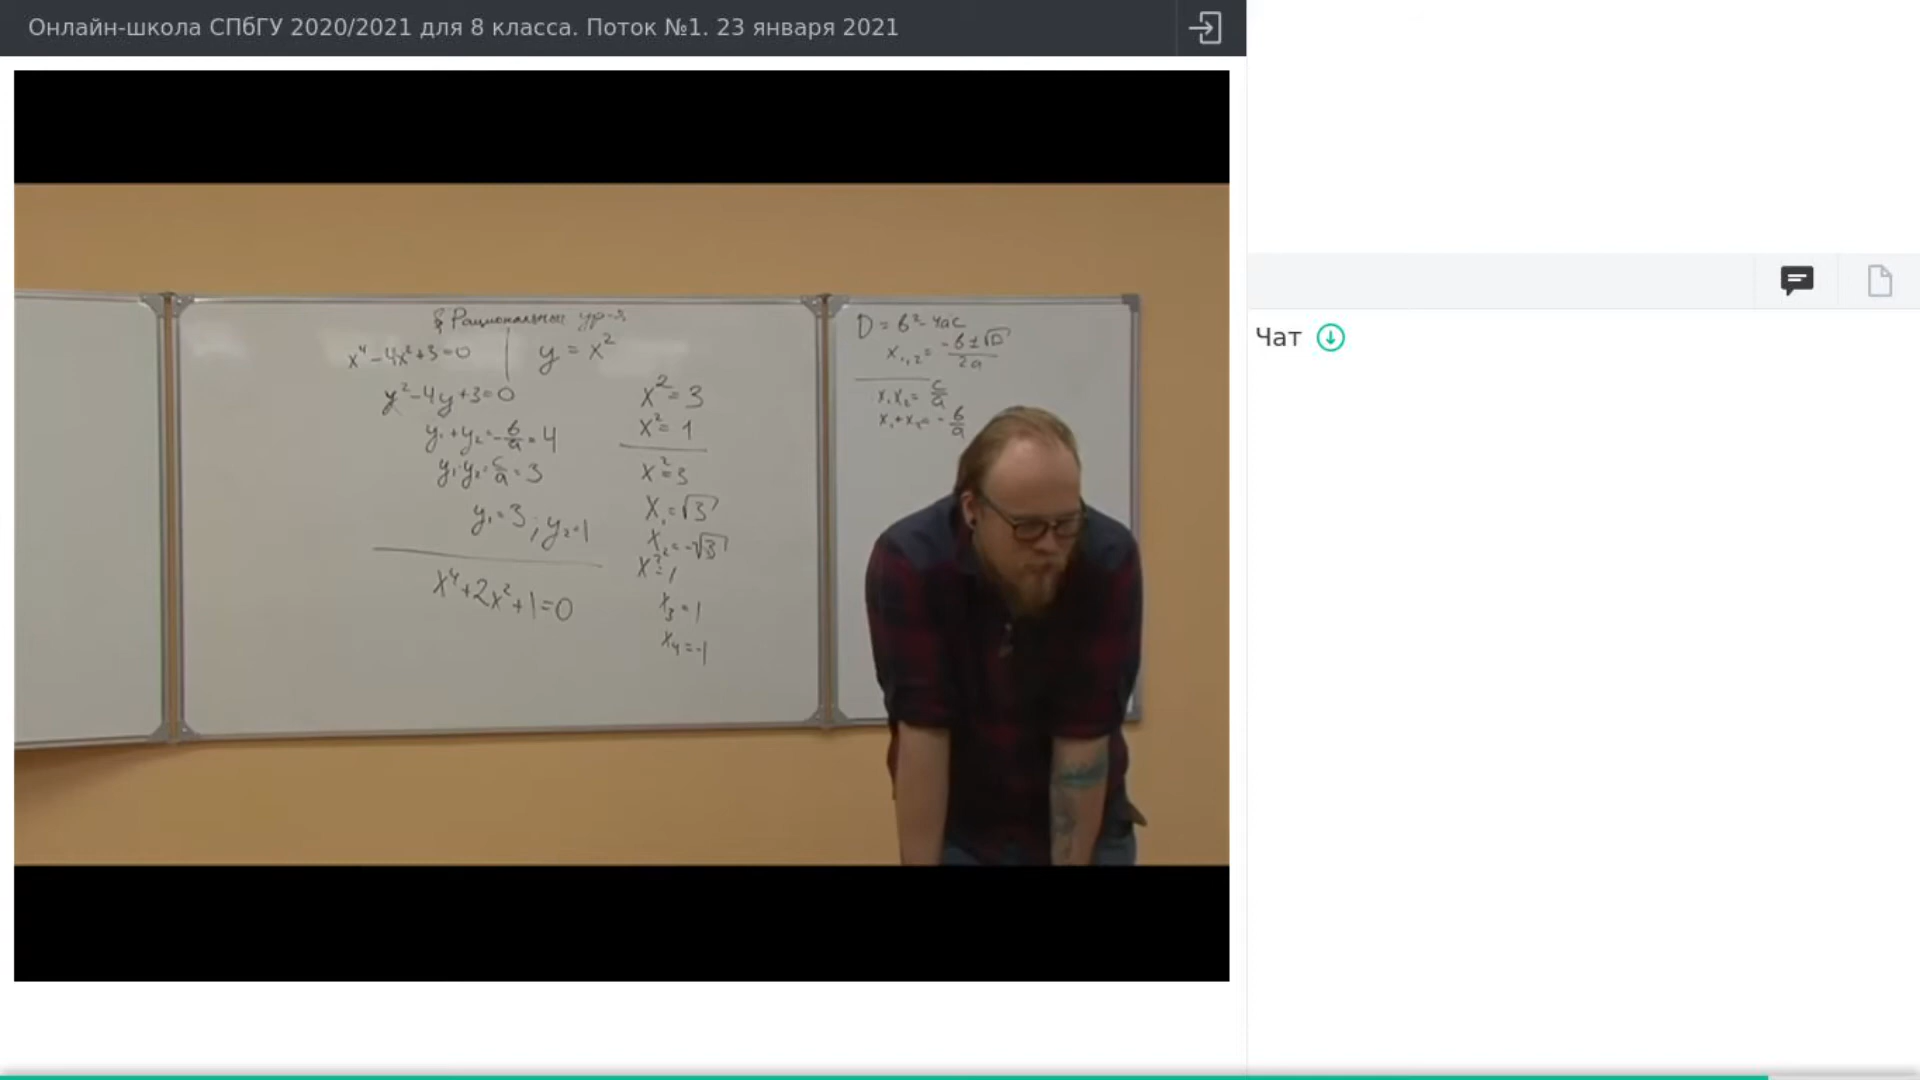 Онлайн-школа СПбГУ 2020/2021 для 8 класса. Поток №1. 23 января 2021
Чат
§ Рациональные ур-я
x⁴-4x²+3=0
y = x²
y²-4y+3=0
y₁+y₂=-в/а=4
y₁·y₂=с/а=3
y₁=3; y₂=1
x⁴+2x²+1=0
x²=3
x²=1
x²=3
x₁=√3
x₂=-√3
x²=1
x₃=1
x₄=-1
D = в²-4ас
x₁,₂= -в±√D/2а
x₁x₂=с/а
x₁+x₂=-в/а